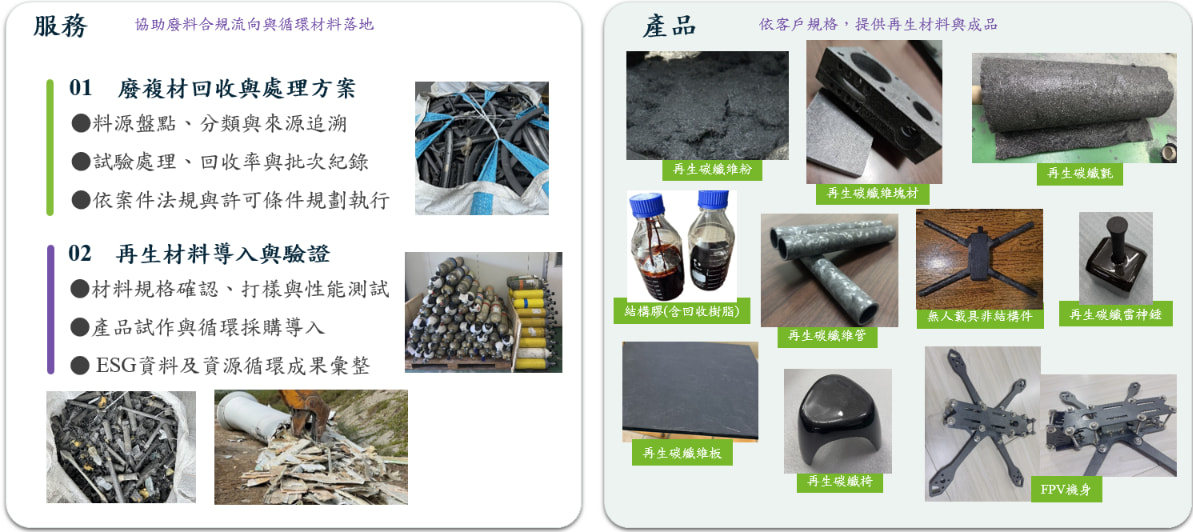 服務
協助廢料合規流向與循環材料落地
01 廢複材回收與處理方案
●料源盤點、分類與來源追溯
●試驗處理、回收率與批次紀錄
●依案件法規與許可條件規劃執行
02 再生材料導入與驗證
●材料規格確認、打樣與性能測試
●產品試作與循環採購導入
● ESG資料及資源循環成果彙整
產品
依客戶規格，提供再生材料與成品
再生碳纖維粉
再生碳纖維塊材
再生碳纖氈
結構膠(含回收樹脂)
再生碳纖維管
無人載具非結構件
再生碳纖雷神錘
再生碳纖維板
再生碳纖椅
FPV機身